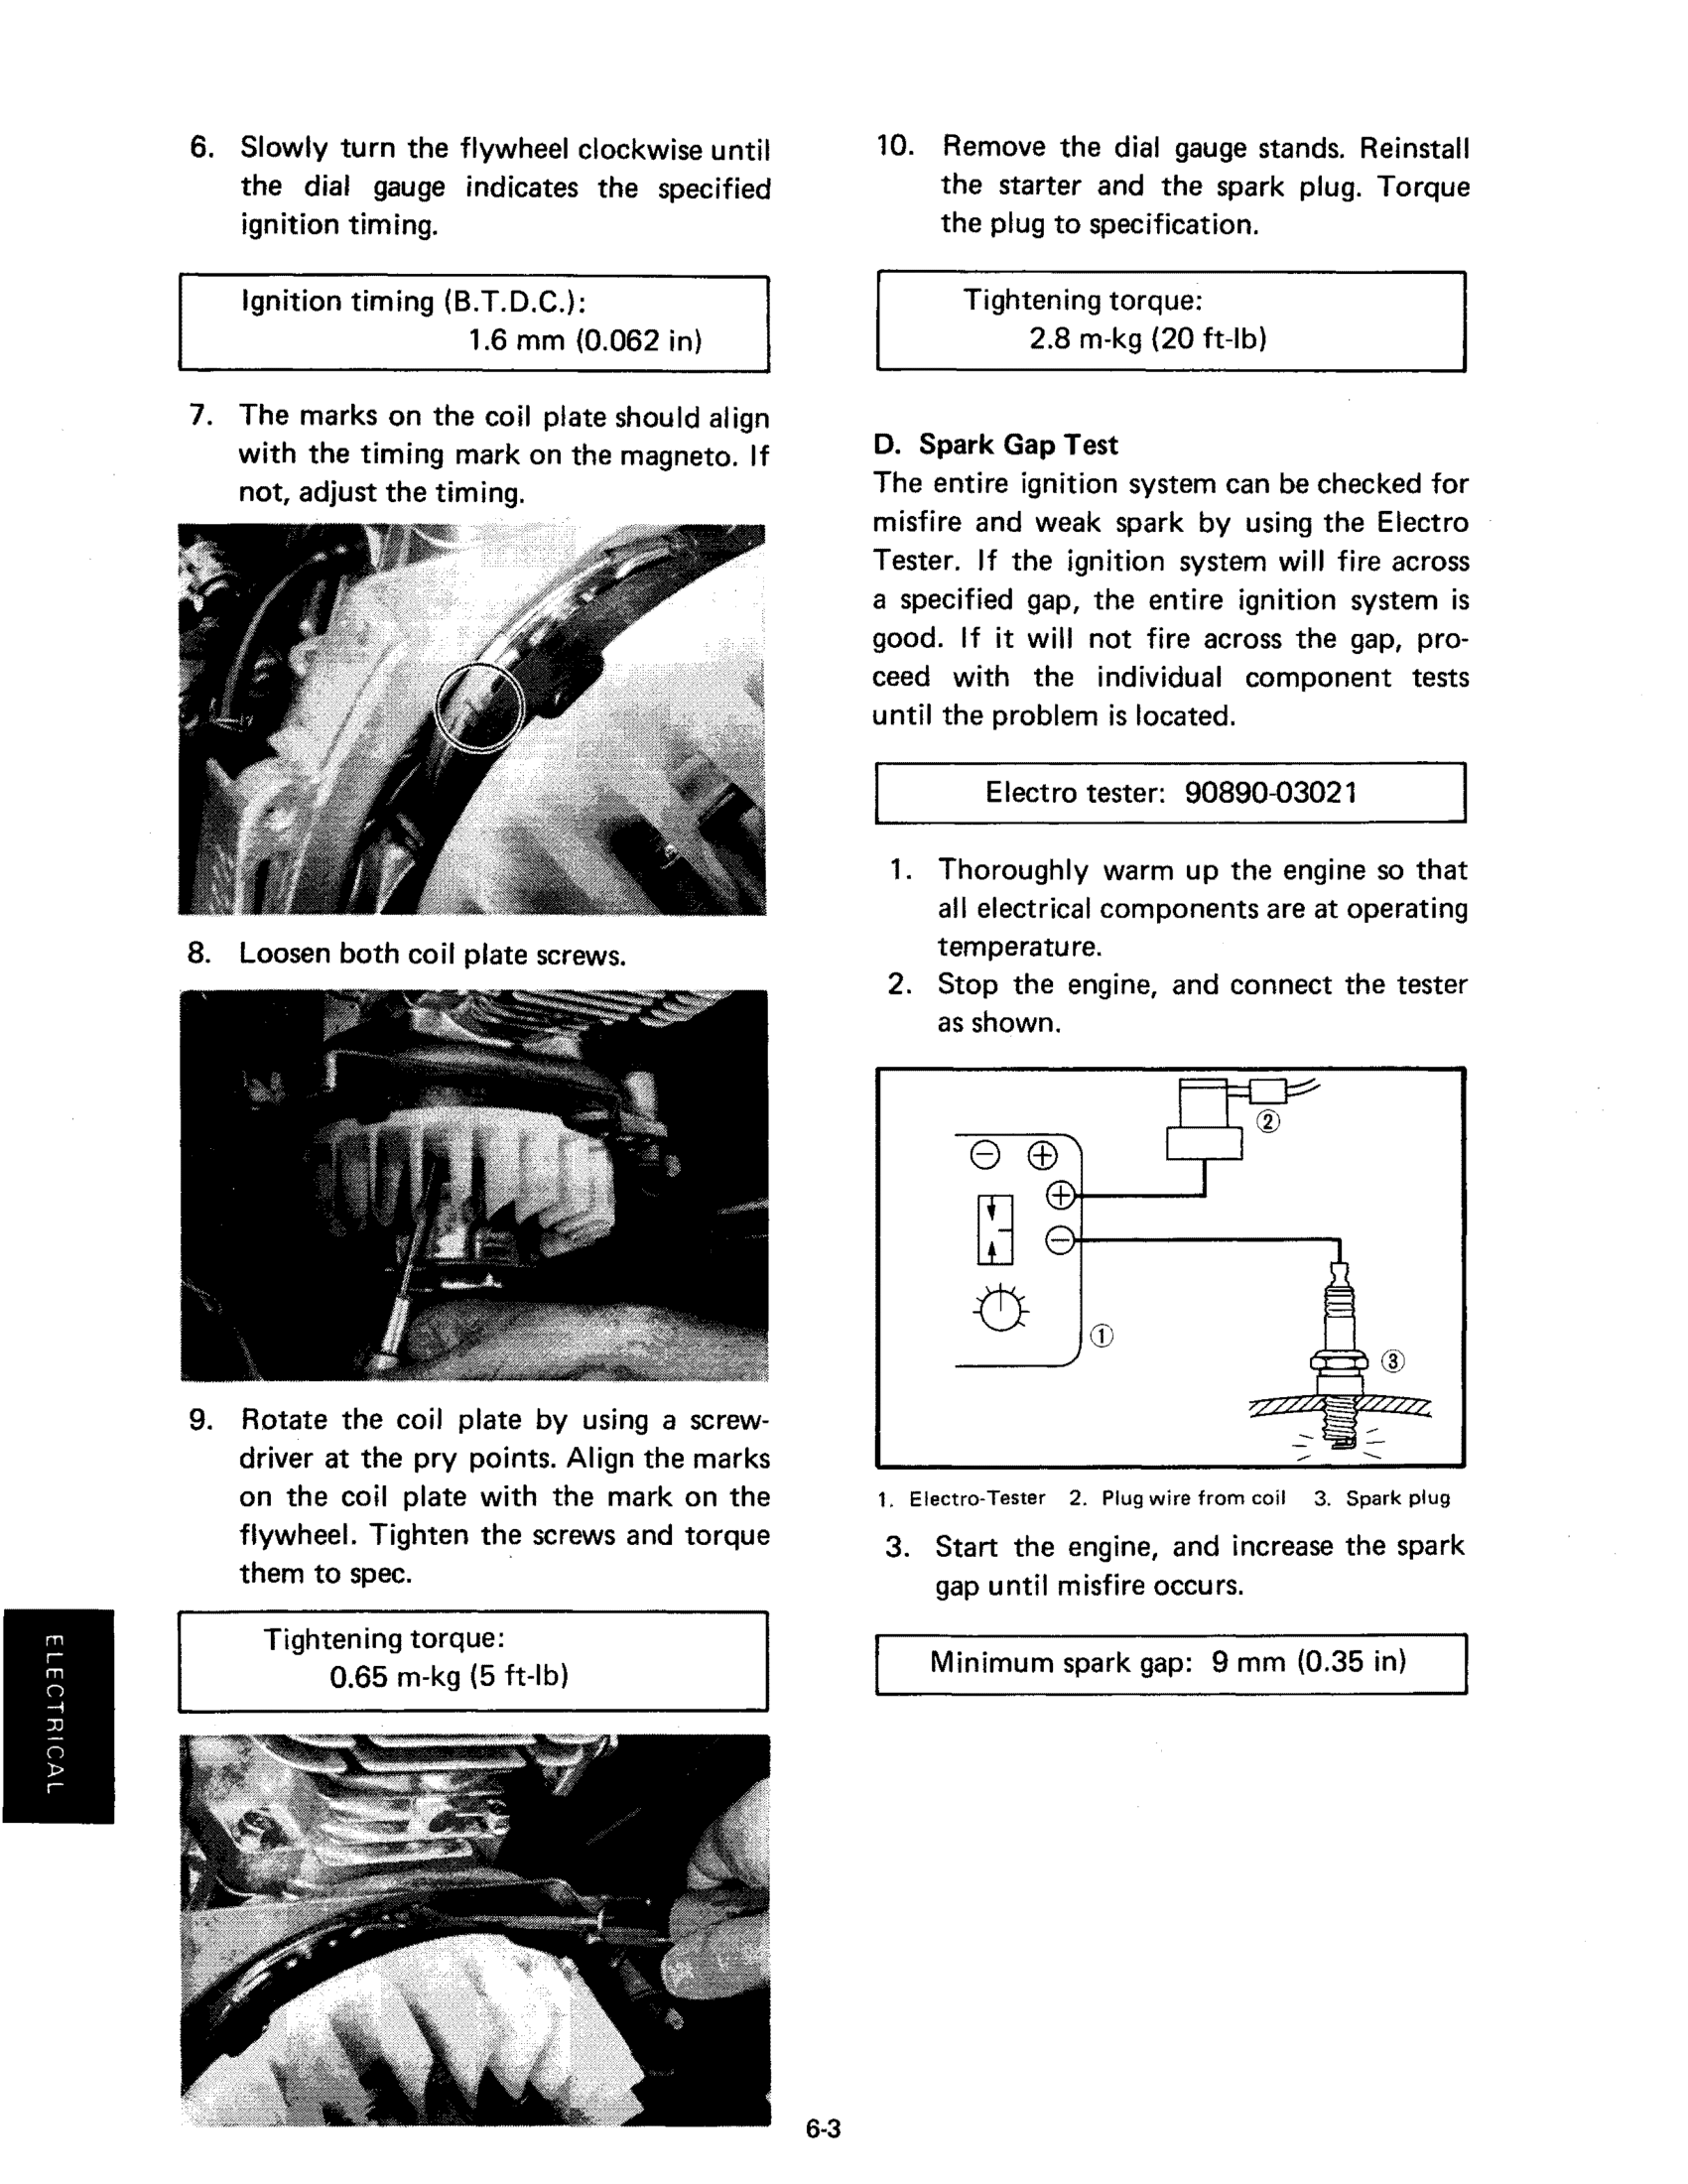 6. Slowly turn the flywheel clockwise until
the dial gauge indicates the specified
ignition timing.
Ignition timing (B.T.D.C.):
1.6 mm (0.062 in)
7. The marks on the coil plate should align
with the timing mark on the magneto. If
not, adjust the timing.
8. Loosen both coil plate screws.
9. Rotate the coil plate by using a screw-
driver at the pry points. Align the marks
on the coil plate with the mark on the
flywheel. Tighten the screws and torque
them to spec.
Tightening torque:
0.65 m-kg (5 ft-lb)
ELECTRICAL
10. Remove the dial gauge stands. Reinstall
the starter and the spark plug. Torque
the plug to specification.
Tightening torque:
2.8 m-kg (20 ft-lb)
D. Spark Gap Test
The entire ignition system can be checked for
misfire and weak spark by using the Electro
Tester. If the ignition system will fire across
a specified gap, the entire ignition system is
good. If it will not fire across the gap, pro-
ceed with the individual component tests
until the problem is located.
Electro tester: 90890-03021
1. Thoroughly warm up the engine so that
all electrical components are at operating
temperature.
2. Stop the engine, and connect the tester
as shown.
②
⊖ ⊕
⊕
⊖
①
③
1. Electro-Tester 2. Plug wire from coil 3. Spark plug
3. Start the engine, and increase the spark
gap until misfire occurs.
Minimum spark gap: 9 mm (0.35 in)
6-3